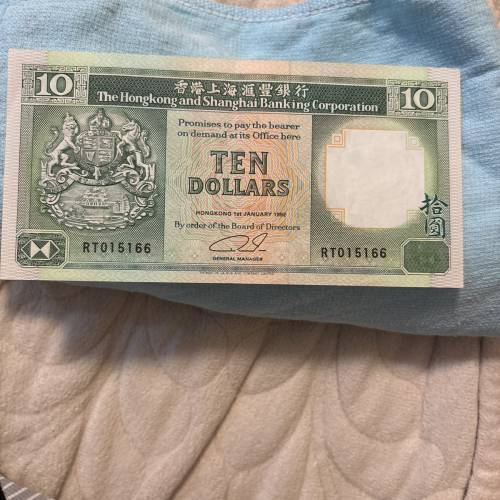 10 香港上海滙豐銀行 10
The Hongkong and Shanghai Banking Corporation
Promises to pay the bearer
on demand at its Office here
TEN
DOLLARS
拾圓
HONGKONG 1st JANUARY 1992
By order of the Board of Directors
RT015166 RT015166
GENERAL MANAGER